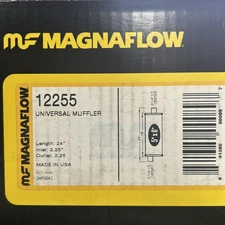 MAGNAFLOW
MAGNAFLOW
12255
UNIVERSAL MUFFLER
Length: 24"
Inlet: 2.25"
Outlet: 2.25
MADE IN USA